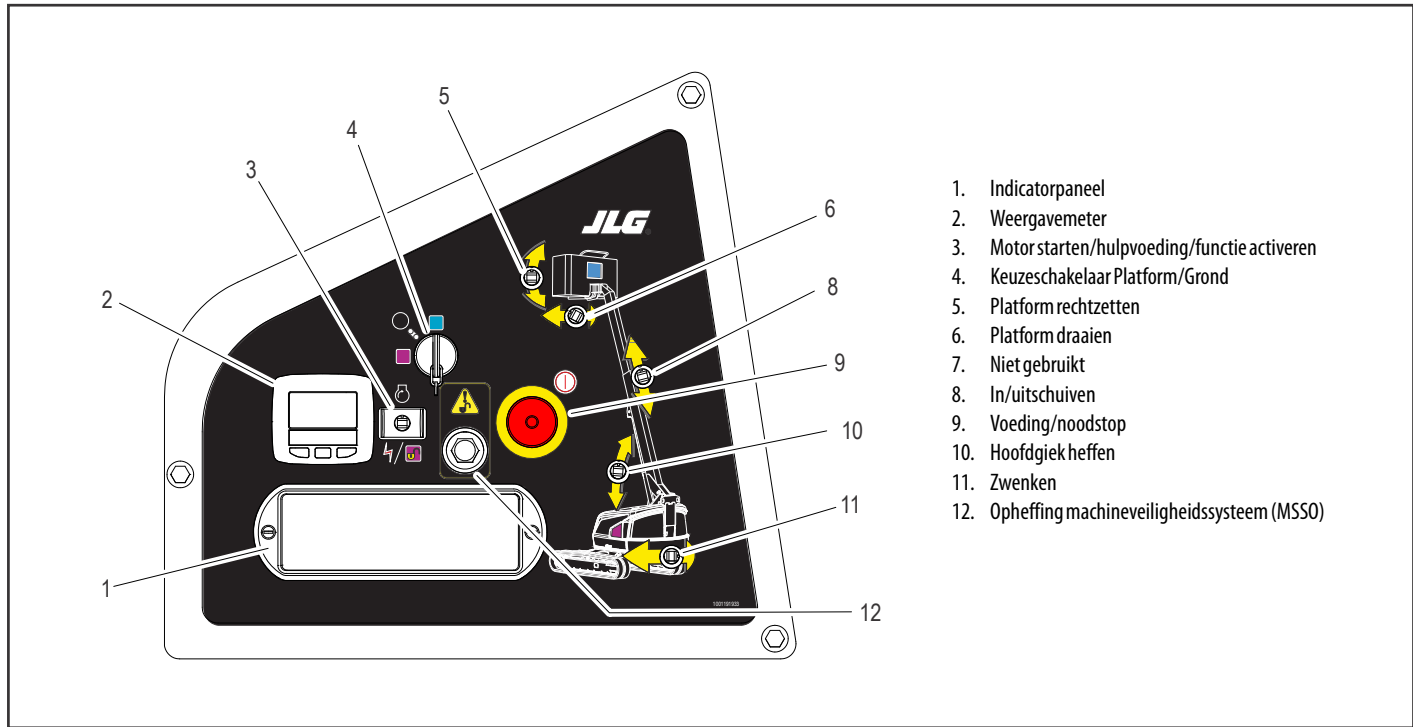 5
4
3
6
2
8
9
10
11
1
12
JLG
1001191933
1. Indicatorpaneel
2. Weergavemeter
3. Motor starten/hulpvoeding/functie activeren
4. Keuzeschakelaar Platform/Grond
5. Platform rechtzetten
6. Platform draaien
7. Niet gebruikt
8. In/uitschuiven
9. Voeding/noodstop
10. Hoofdgiek heffen
11. Zwenken
12. Opheffing machineveiligheidssysteem (MSSO)